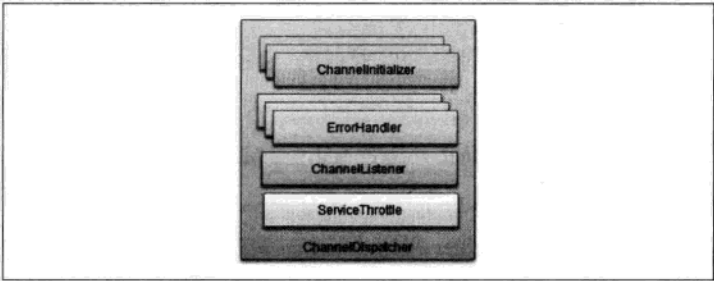 ChannelInitializer
ErrorHandler
ChannelListener
ServiceThrottle
ChannelDispatcher